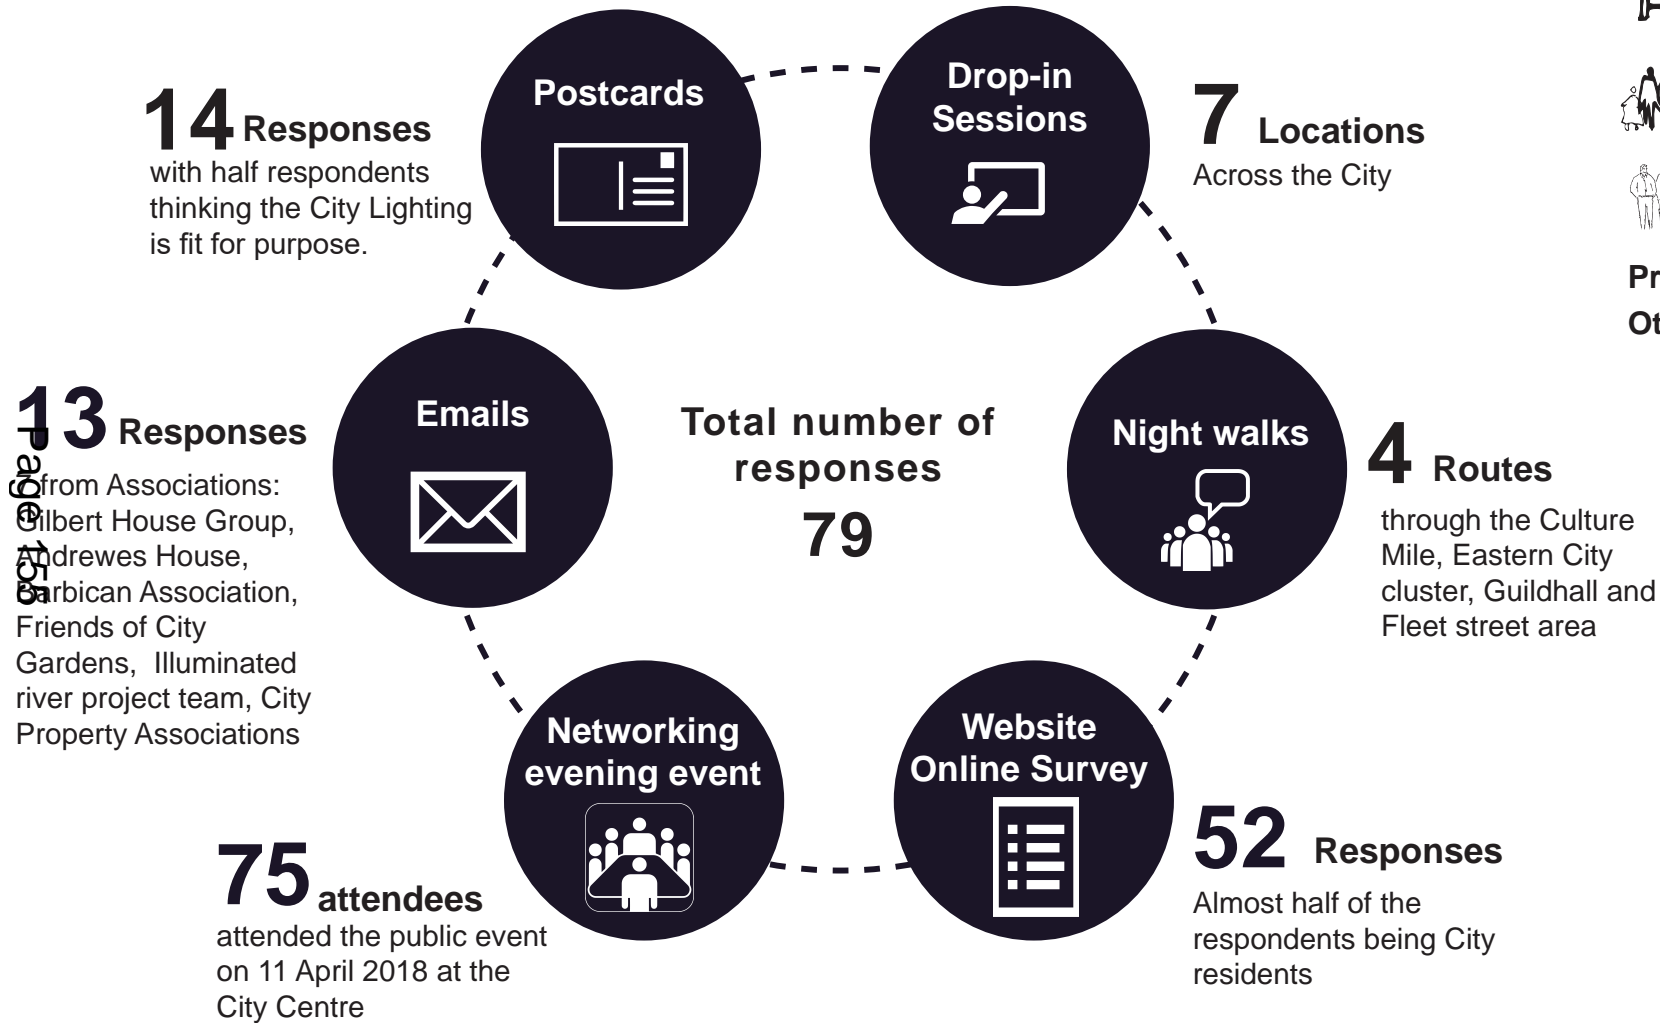 Postcards
14 Responses
with half respondents
thinking the City Lighting
is fit for purpose.
Drop-in
Sessions
7 Locations
Across the City
Emails
13 Responses
from Associations:
Gilbert House Group,
Andrewes House,
Barbican Association,
Friends of City
Gardens, Illuminated
river project team, City
Property Associations
Page 155
Total number of
responses
79
Night walks
4 Routes
through the Culture
Mile, Eastern City
cluster, Guildhall and
Fleet street area
Networking
evening event
75 attendees
attended the public event
on 11 April 2018 at the
City Centre
Website
Online Survey
52 Responses
Almost half of the
respondents being City
residents